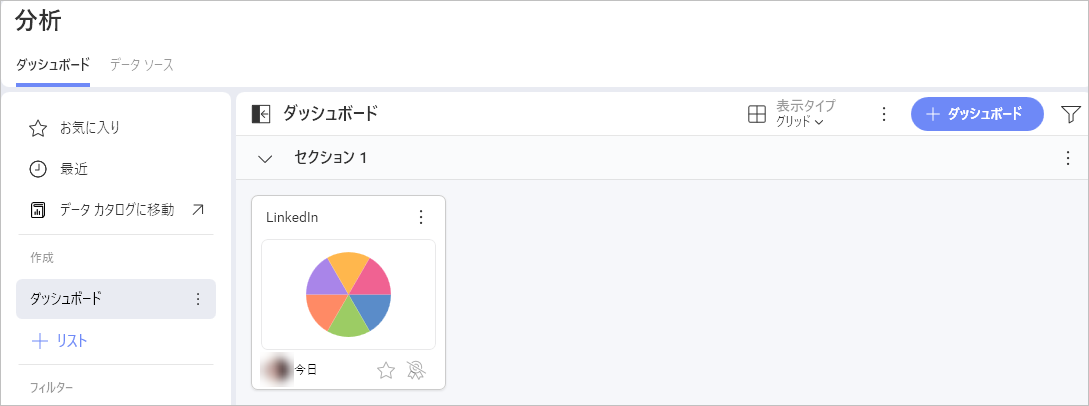 分析
ダッシュボード
データ ソース
お気に入り
最近
データ カタログに移動
作成
ダッシュボード
リスト
フィルター
ダッシュボード
表示タイプ
グリッド
ダッシュボード
セクション 1
LinkedIn
今日